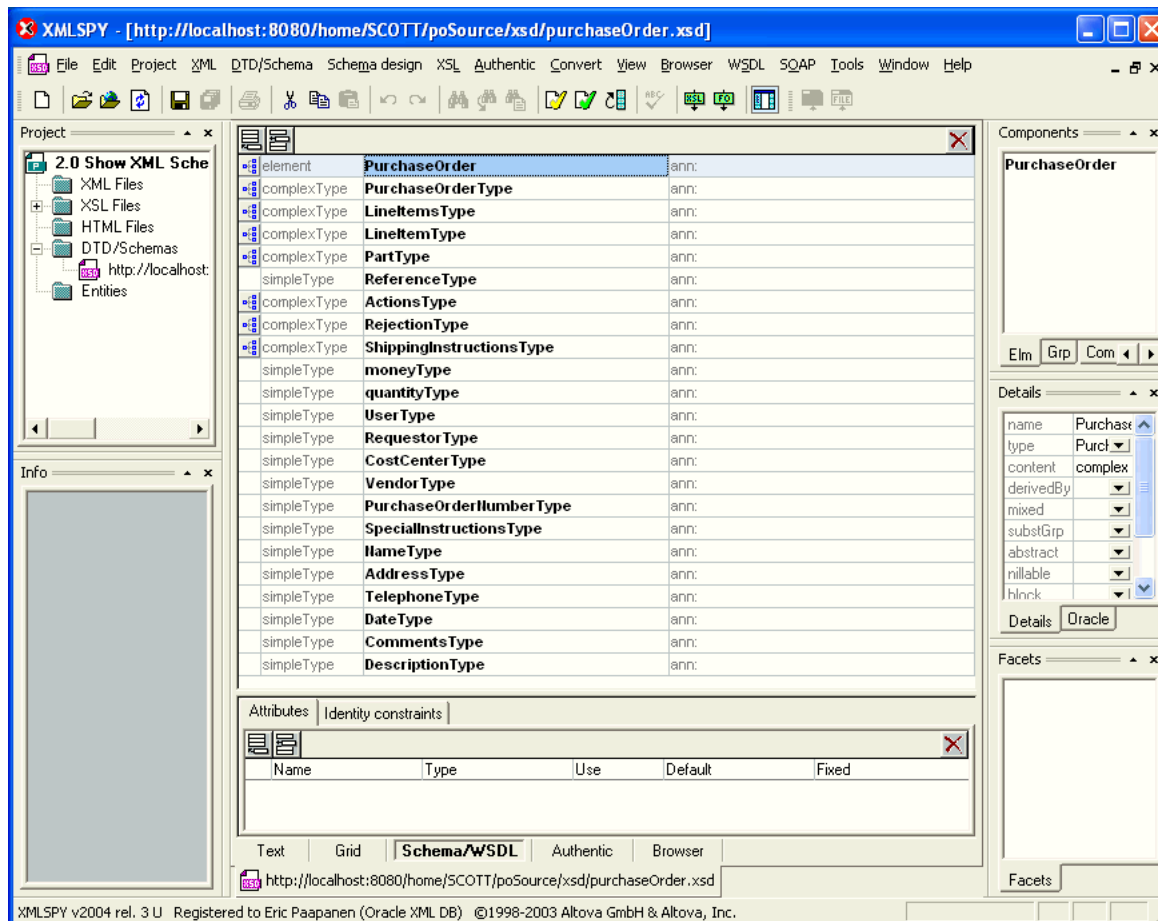 XMLSPY - [http://localhost:8080/home/SCOTT/poSource/xsd/purchaseOrder.xsd]
File Edit Project XML DTD/Schema Schema design XSL Authentic Convert View Browser WSDL SOAP Tools Window Help
Project
2.0 Show XML Sche
XML Files
XSL Files
HTML Files
DTD/Schemas
http://localhost:
Entities
Info
element PurchaseOrder ann:
complexType PurchaseOrderType ann:
complexType LineItemsType ann:
complexType LineItemType ann:
complexType PartType ann:
simpleType ReferenceType ann:
complexType ActionsType ann:
complexType RejectionType ann:
complexType ShippingInstructionsType ann:
simpleType moneyType ann:
simpleType quantityType ann:
simpleType UserType ann:
simpleType RequestorType ann:
simpleType CostCenterType ann:
simpleType VendorType ann:
simpleType PurchaseOrderNumberType ann:
simpleType SpecialInstructionsType ann:
simpleType NameType ann:
simpleType AddressType ann:
simpleType TelephoneType ann:
simpleType DateType ann:
simpleType CommentsType ann:
simpleType DescriptionType ann:
Attributes Identity constraints
Name Type Use Default Fixed
Text Grid Schema/WSDL Authentic Browser
http://localhost:8080/home/SCOTT/poSource/xsd/purchaseOrder.xsd
Components
PurchaseOrder
Elm Grp Com
Details
name Purchase
type Purch
content complex
derivedBy
mixed
substGrp
abstract
nillable
block
Details Oracle
Facets
Facets
XMLSPY v2004 rel. 3 U Registered to Eric Paapanen (Oracle XML DB) ©1998-2003 Altova GmbH & Altova, Inc.